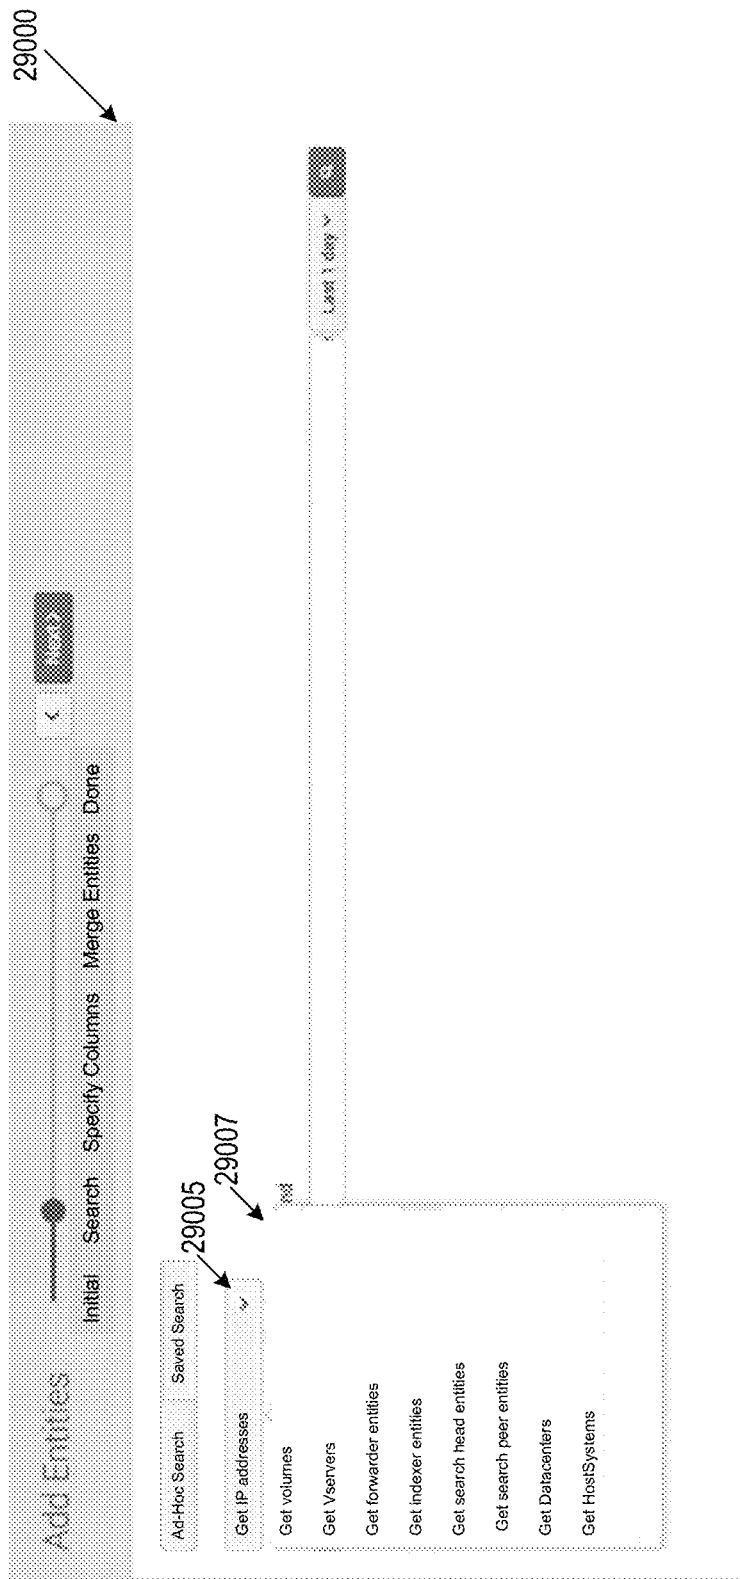 29000
Add Entities
Initial Search Specify Columns Merge Entities Done
Next >
Ad-Hoc Search Saved Search
29005
29007
Get IP addresses
Last 1 day
Get volumes
Get Vservers
Get forwarder entities
Get indexer entities
Get search head entities
Get search peer entities
Get Datacenters
Get HostSystems